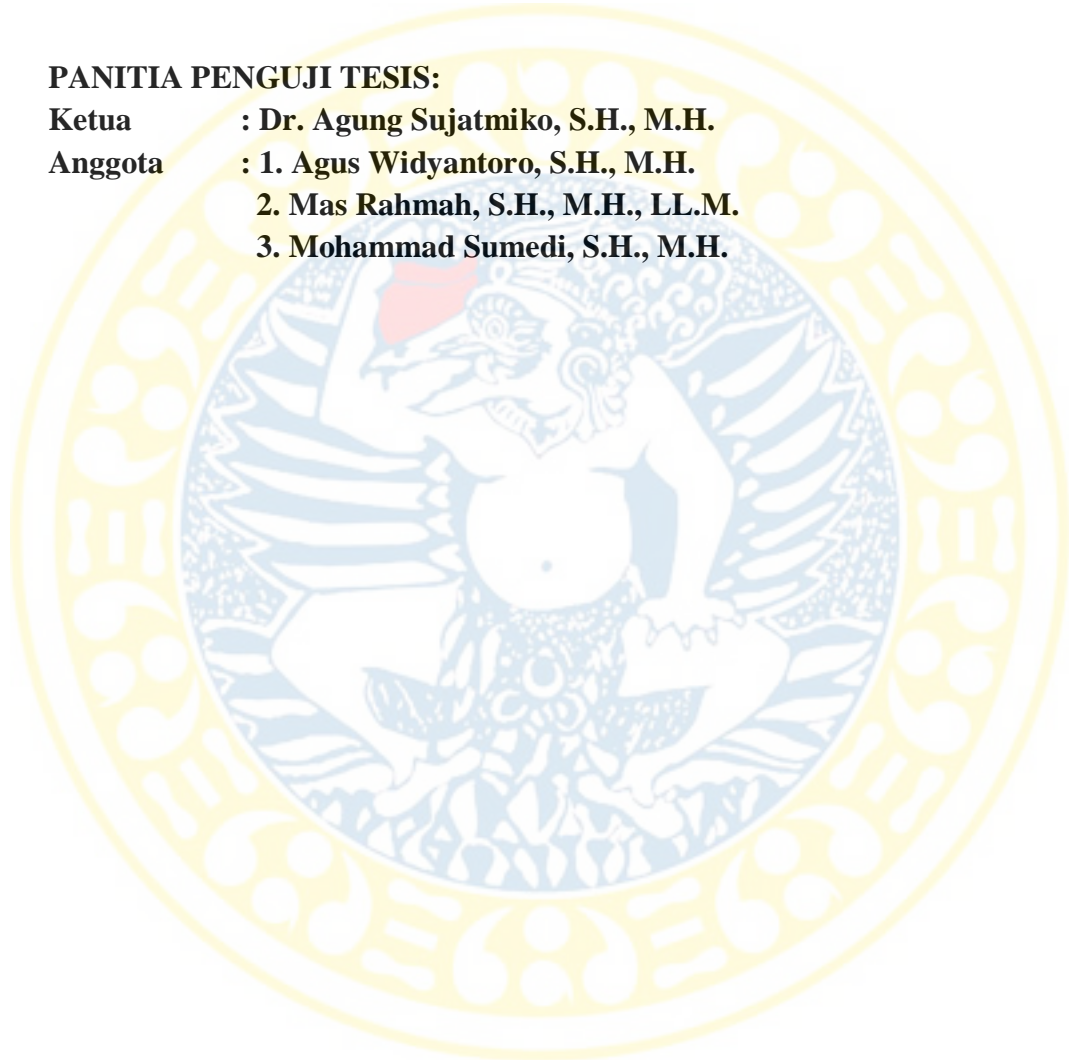 PANITIA PENGUJI TESIS:
Ketua : Dr. Agung Sujatmiko, S.H., M.H.
Anggota : 1. Agus Widyantoro, S.H., M.H.
2. Mas Rahmah, S.H., M.H., LL.M.
3. Mohammad Sumedi, S.H., M.H.